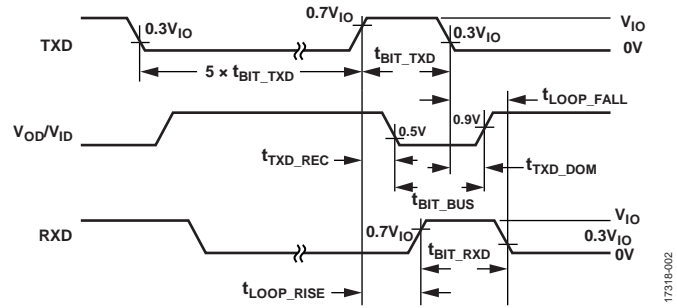 TXD
0.3V_IO
0.7V_IO
V_IO
0.3V_IO
0V
5 × t_BIT_TXD
t_BIT_TXD
t_LOOP_FALL
V_OD/V_ID
0.5V
0.9V
t_TXD_REC
t_TXD_DOM
t_BIT_BUS
RXD
0.7V_IO
V_IO
0.3V_IO
0V
t_BIT_RXD
t_LOOP_RISE
17318-002